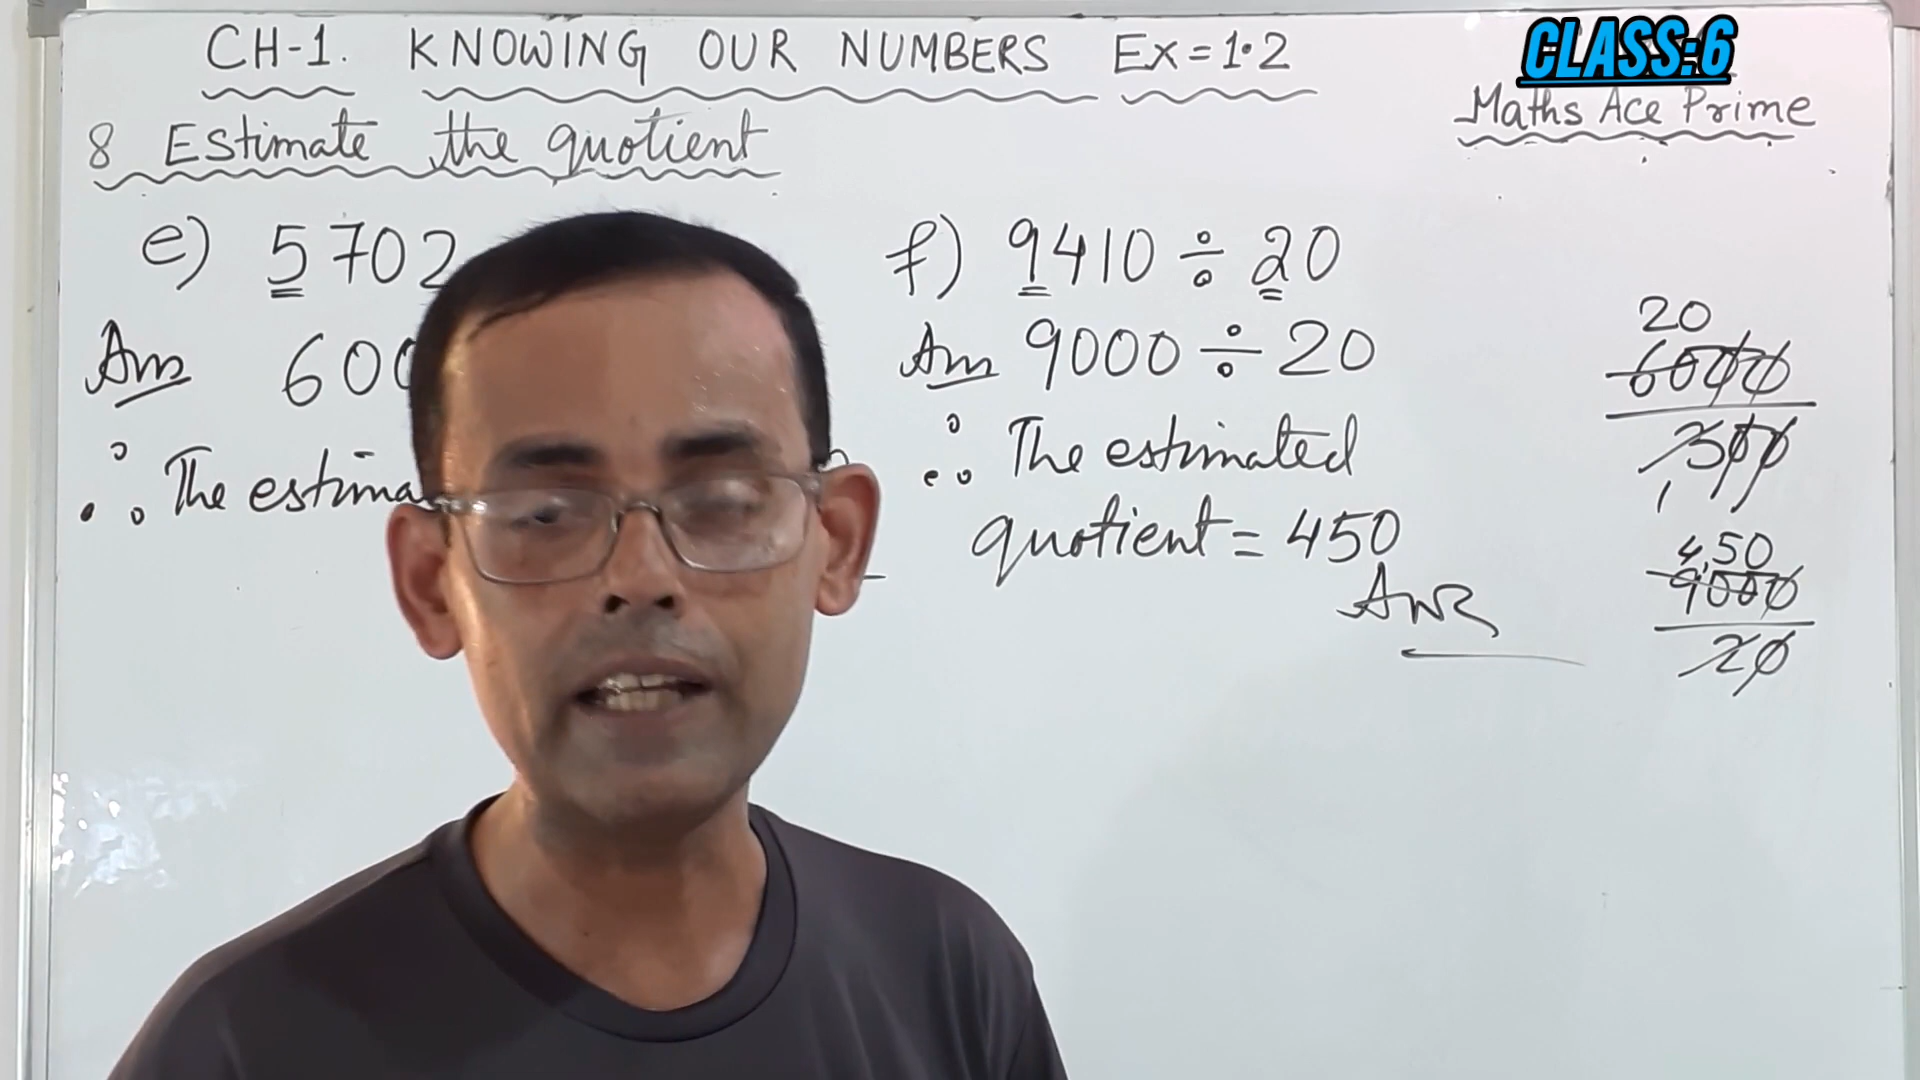 CH-1. KNOWING OUR NUMBERS Ex=1.2
CLASS:6
Maths Ace Prime
8 Estimate the quotient
e) 5702
Ans 600
∴ The estima
f) 9410 ÷ 20
Ans 9000 ÷ 20
∴ The estimated
quotient = 450
Ans
20
6000
300
1
450
9000
20